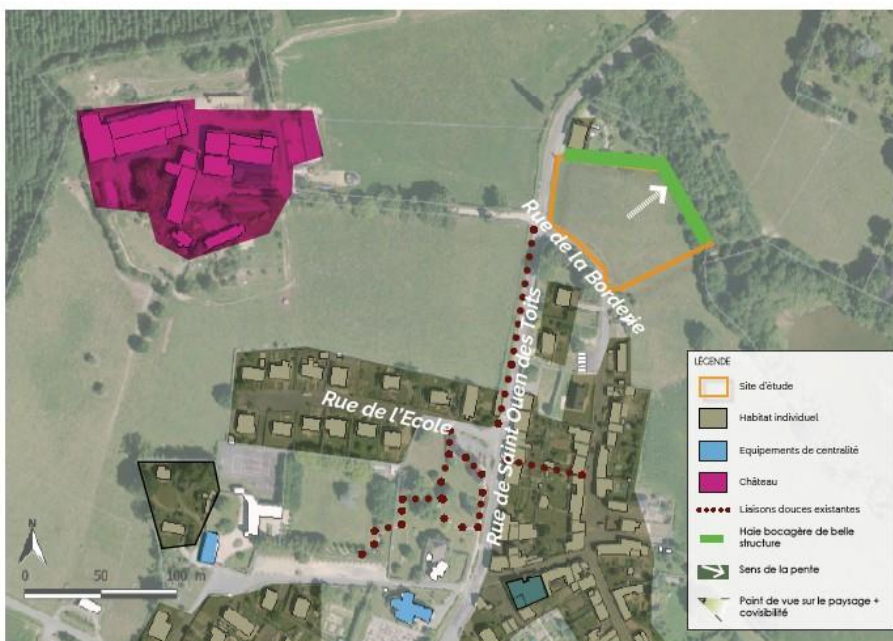 Rue de la Borderie
Rue de Saint Ouen des Toits
Rue de l'Ecole
N
0 50 100 m
LÉGENDE
Site d'étude
Habitat individuel
Equipements de centralité
Château
Liaisons douces existantes
Haie bocagère de belle
structure
Sens de la pente
Point de vue sur le paysage +
covisibilité